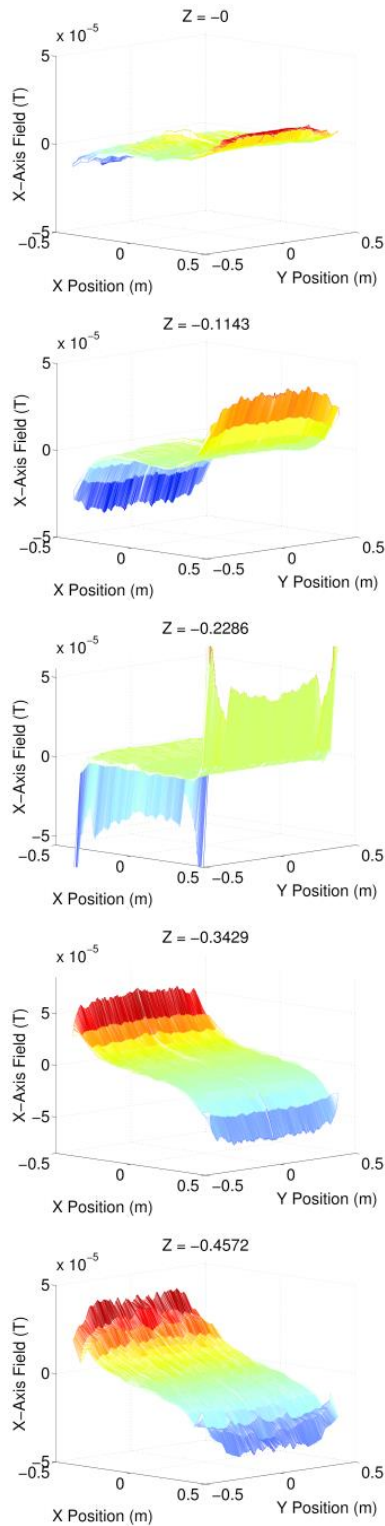 Z = −0
x 10⁻⁵
5
0
−5
X−Axis Field (T)
−0.5
0
0.5
X Position (m)
−0.5
0
0.5
Y Position (m)
Z = −0.1143
x 10⁻⁵
5
0
−5
X−Axis Field (T)
−0.5
0
0.5
X Position (m)
−0.5
0
0.5
Y Position (m)
Z = −0.2286
x 10⁻⁵
5
0
−5
X−Axis Field (T)
−0.5
0
0.5
X Position (m)
−0.5
0
0.5
Y Position (m)
Z = −0.3429
x 10⁻⁵
5
0
−5
X−Axis Field (T)
−0.5
0
0.5
X Position (m)
−0.5
0
0.5
Y Position (m)
Z = −0.4572
x 10⁻⁵
5
0
−5
X−Axis Field (T)
−0.5
0
0.5
X Position (m)
−0.5
0
0.5
Y Position (m)